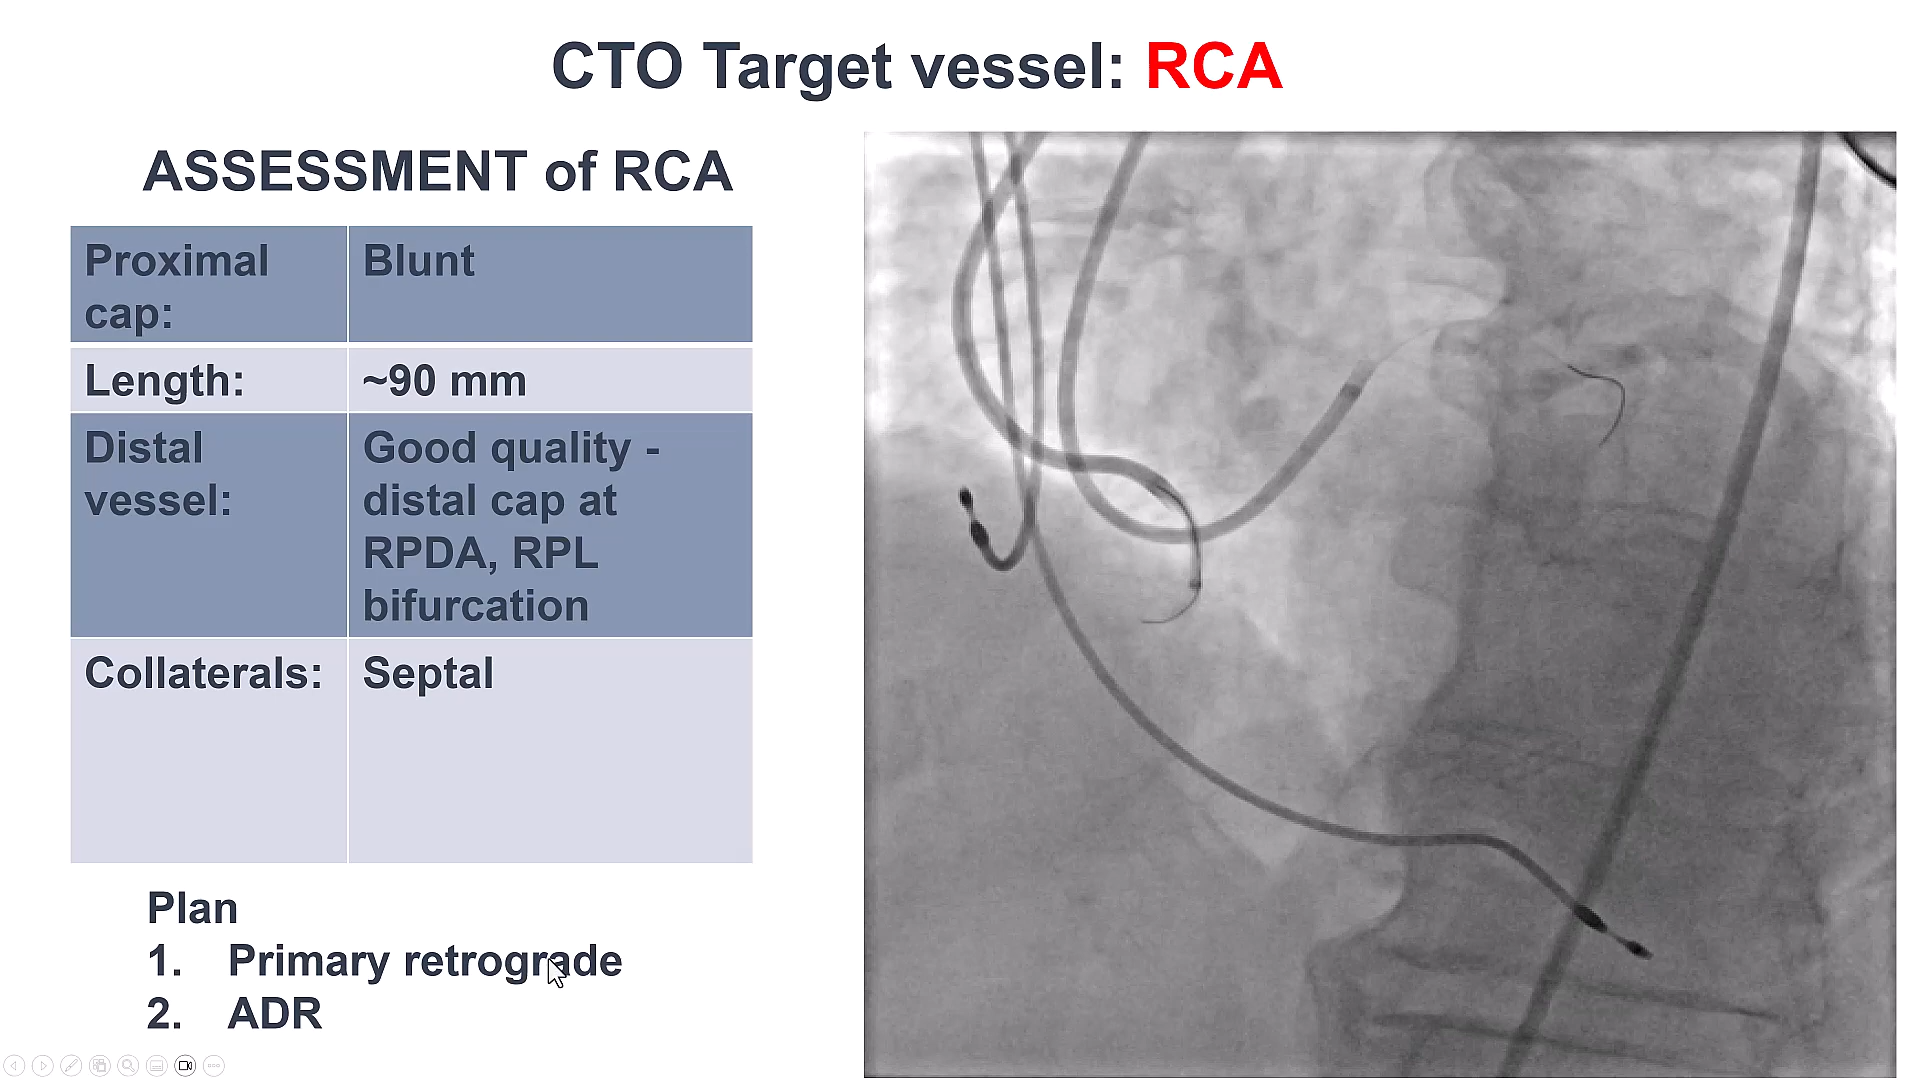 CTO Target vessel: RCA
ASSESSMENT of RCA
Proximal
cap:
Blunt
Length:
~90 mm
Distal
vessel:
Good quality -
distal cap at
RPDA, RPL
bifurcation
Collaterals:
Septal
Plan
1. Primary retrograde
2. ADR